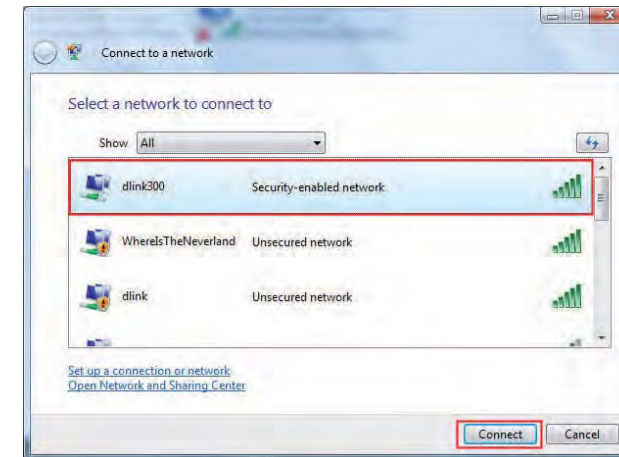 Connect to a network
Select a network to connect to
Show All
dlink300 Security-enabled network
WhereIsTheNeverland Unsecured network
dlink Unsecured network
Set up a connection or network
Open Network and Sharing Center
Connect Cancel